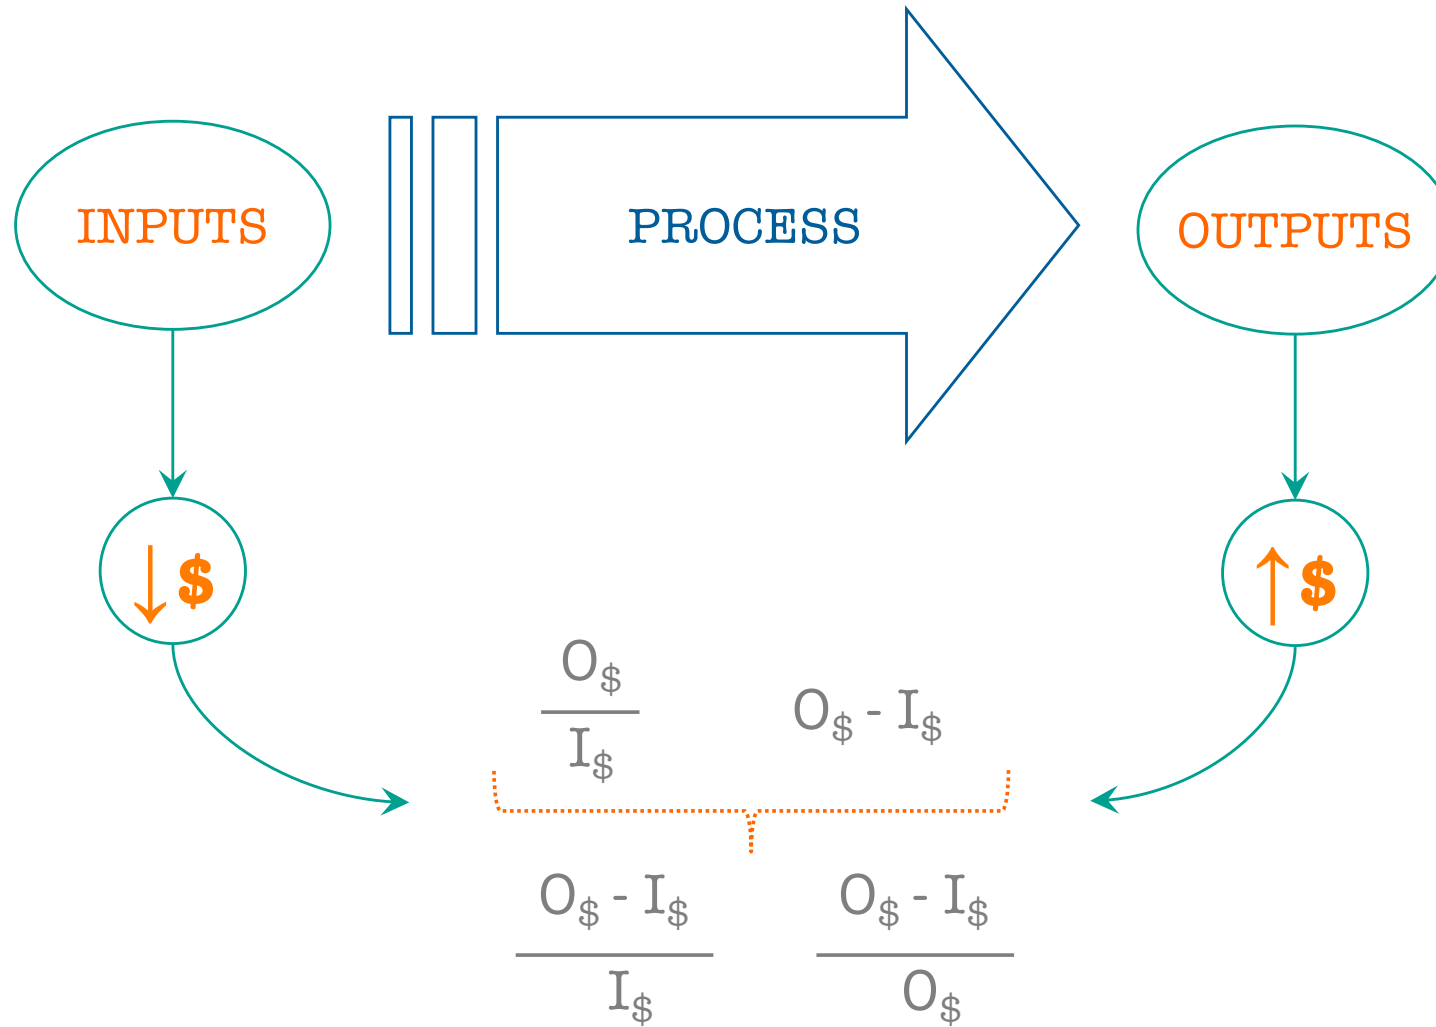 INPUTS
PROCESS
OUTPUTS
↓$
↑$
O$
I$
O$ - I$
O$ - I$
I$
O$ - I$
O$